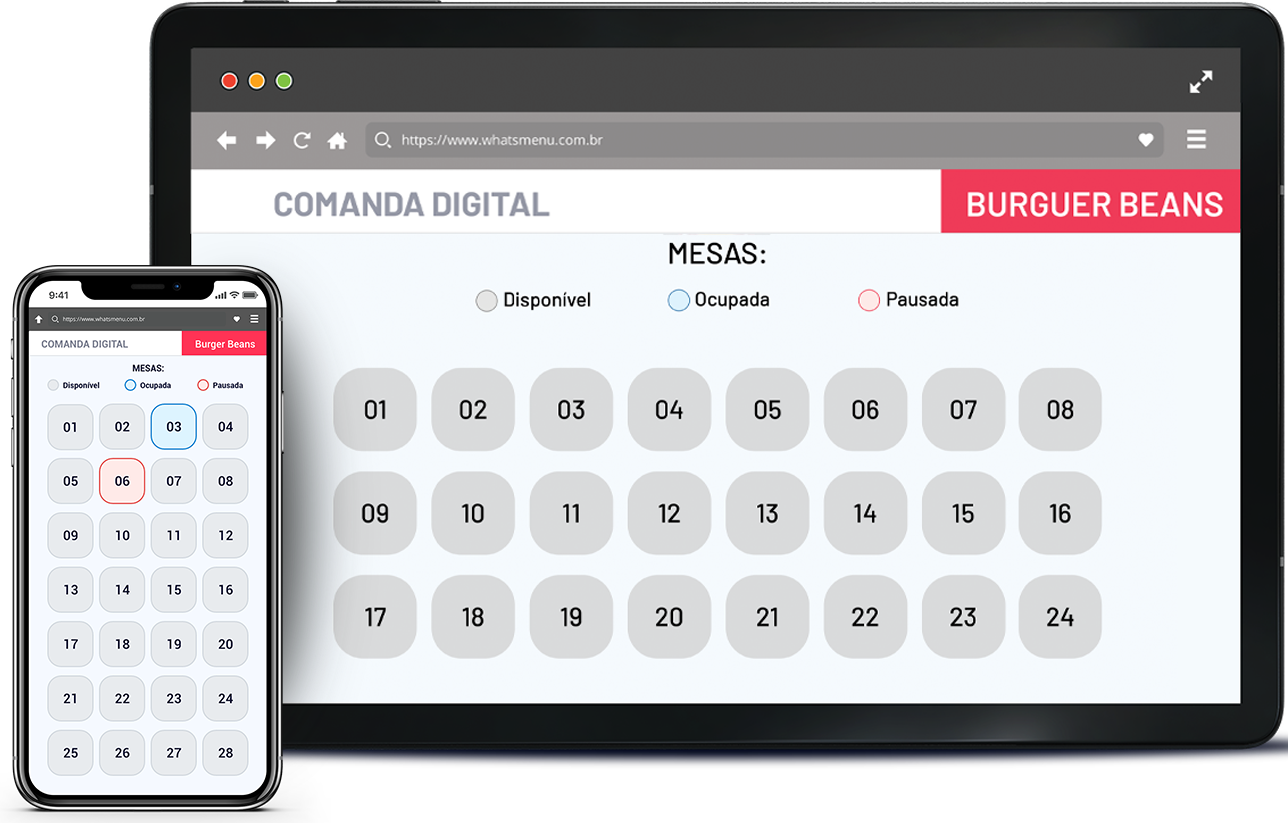 https://www.whatsmenu.com.br
COMANDA DIGITAL
BURGUER BEANS
MESAS:
Disponível Ocupada Pausada
01 02 03 04 05 06 07 08
09 10 11 12 13 14 15 16
17 18 19 20 21 22 23 24
9:41
https://www.whatsmenu.com.br
COMANDA DIGITAL
Burger Beans
MESAS:
Disponível Ocupada Pausada
01 02 03 04
05 06 07 08
09 10 11 12
13 14 15 16
17 18 19 20
21 22 23 24
25 26 27 28